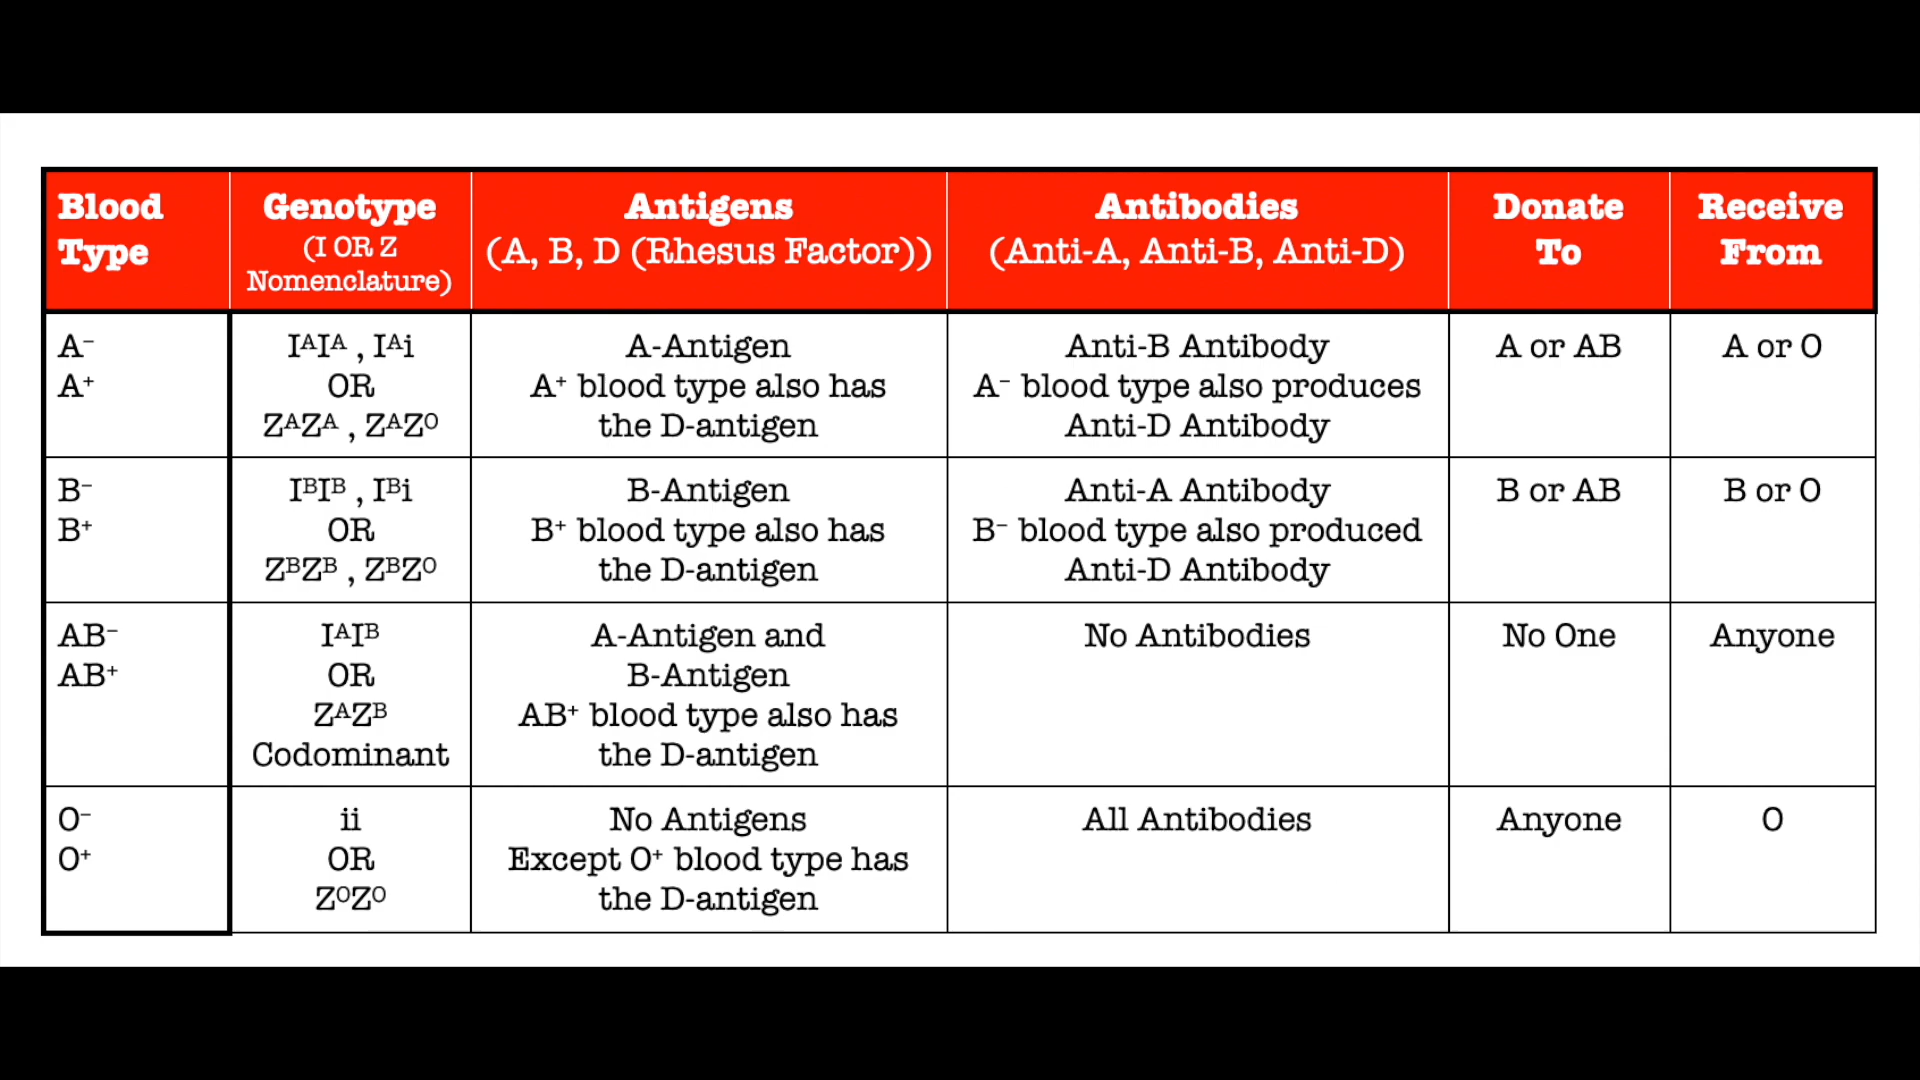 Blood
Type
Genotype
(I OR Z
Nomenclature)
Antigens
(A, B, D (Rhesus Factor))
Antibodies
(Anti-A, Anti-B, Anti-D)
Donate
To
Receive
From
A⁻
A⁺
IᴬIᴬ , Iᴬi
OR
ZᴬZᴬ , ZᴬZᴼ
A-Antigen
A⁺ blood type also has
the D-antigen
Anti-B Antibody
A⁻ blood type also produces
Anti-D Antibody
A or AB
A or O
B⁻
B⁺
IᴮIᴮ , Iᴮi
OR
ZᴮZᴮ , ZᴮZᴼ
B-Antigen
B⁺ blood type also has
the D-antigen
Anti-A Antibody
B⁻ blood type also produced
Anti-D Antibody
B or AB
B or O
AB⁻
AB⁺
IᴬIᴮ
OR
ZᴬZᴮ
Codominant
A-Antigen and
B-Antigen
AB⁺ blood type also has
the D-antigen
No Antibodies
No One
Anyone
O⁻
O⁺
ii
OR
ZᴼZᴼ
No Antigens
Except O⁺ blood type has
the D-antigen
All Antibodies
Anyone
O